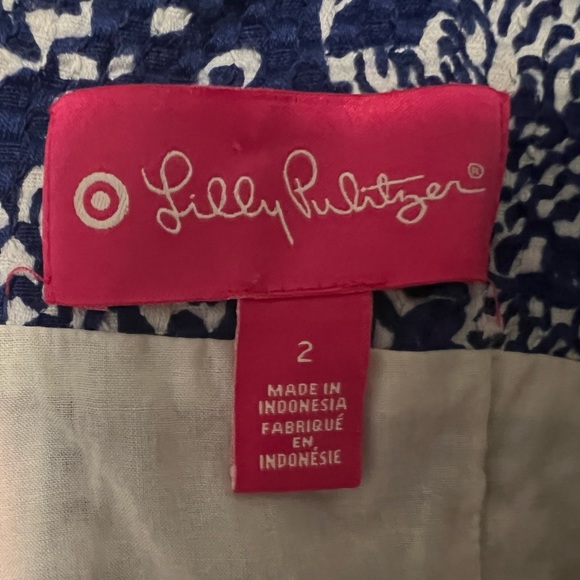 Lilly Pulitzer®
2
MADE IN
INDONESIA
FABRIQUÉ
EN
INDONÉSIE